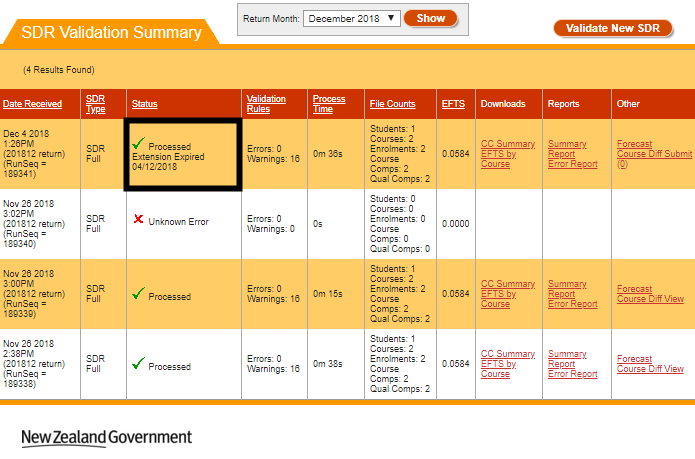 Return Month: December 2018 Show
SDR Validation Summary
Validate New SDR
(4 Results Found)
Date Received SDR Type Status Validation Rules Process Time File Counts EFTS Downloads Reports Other
Dec 4 2018
1:26PM
(201812 return)
(RunSeq =
189341)
SDR
Full
Processed
Extension Expired
04/12/2018
Errors: 0
Warnings: 16
0m 36s
Students: 1
Courses: 2
Enrolments: 2
Course
Comps: 2
Qual Comps: 2
0.0584
CC Summary
EFTS by
Course
Summary
Report
Error Report
Forecast
Course Diff Submit
(0)
Nov 26 2018
3:02PM
(201812 return)
(RunSeq =
189340)
SDR
Full
Unknown Error
Errors: 0
Warnings: 0
0s
Students: 0
Courses: 0
Enrolments: 0
Course
Comps: 0
Qual Comps: 0
0.0000
Nov 26 2018
3:00PM
(201812 return)
(RunSeq =
189339)
SDR
Full
Processed
Errors: 0
Warnings: 16
0m 15s
Students: 1
Courses: 2
Enrolments: 2
Course
Comps: 2
Qual Comps: 2
0.0584
CC Summary
EFTS by
Course
Summary
Report
Error Report
Forecast
Course Diff View
Nov 26 2018
2:38PM
(201812 return)
(RunSeq =
189338)
SDR
Full
Processed
Errors: 0
Warnings: 16
0m 38s
Students: 1
Courses: 2
Enrolments: 2
Course
Comps: 2
Qual Comps: 2
0.0584
CC Summary
EFTS by
Course
Summary
Report
Error Report
Forecast
Course Diff View
New Zealand Government